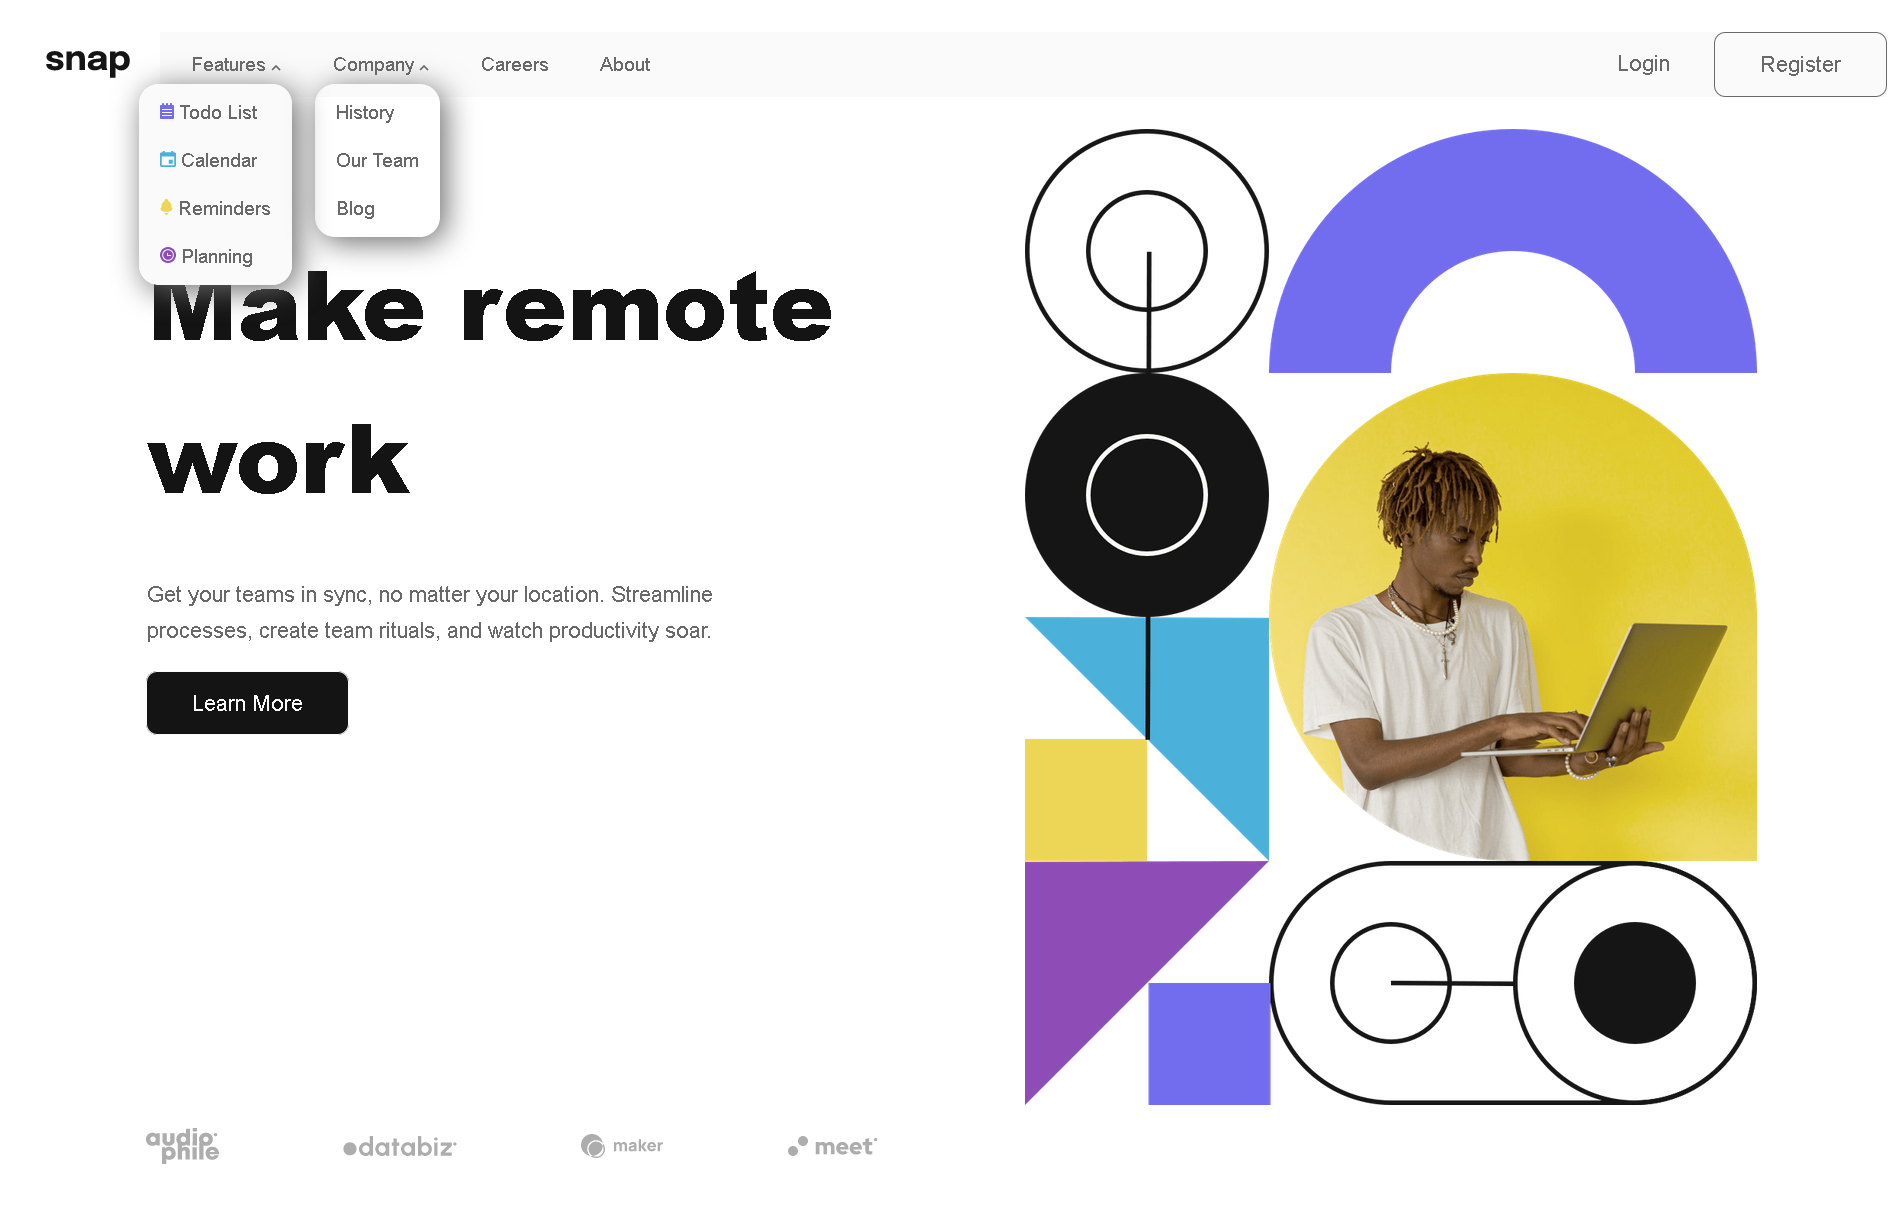 snap
Features
Company
Careers
About
Login
Register
Todo List
Calendar
Reminders
Planning
History
Our Team
Blog
Make remote
work
Get your teams in sync, no matter your location. Streamline
processes, create team rituals, and watch productivity soar.
Learn More
audio
phile
databiz
maker
meet